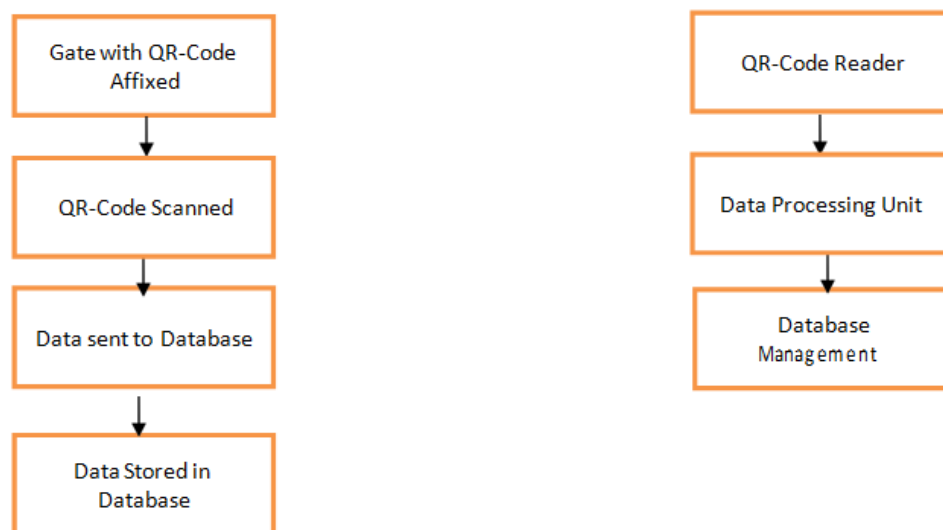 Gate with QR-Code
Affixed
QR-Code Scanned
Data sent to Database
Data Stored in
Database
QR-Code Reader
Data Processing Unit
Database
Management